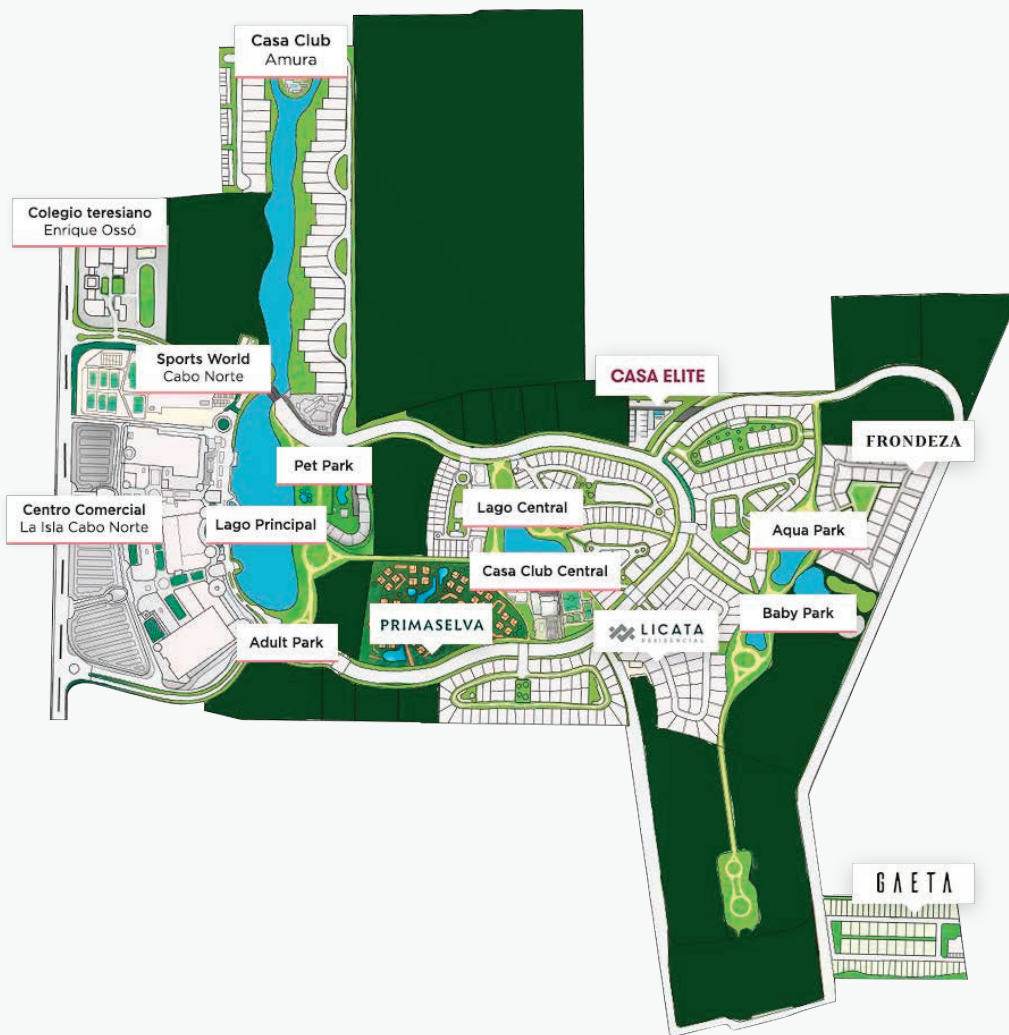 Casa Club
Amura
Colegio teresiano
Enrique Ossó
Sports World
Cabo Norte
CASA ELITE
FRONDEZA
Pet Park
Centro Comercial
La Isla Cabo Norte
Lago Principal
Lago Central
Aqua Park
Casa Club Central
PRIMASELVA
LICATA
RESIDENCIAL
Baby Park
Adult Park
GAETA